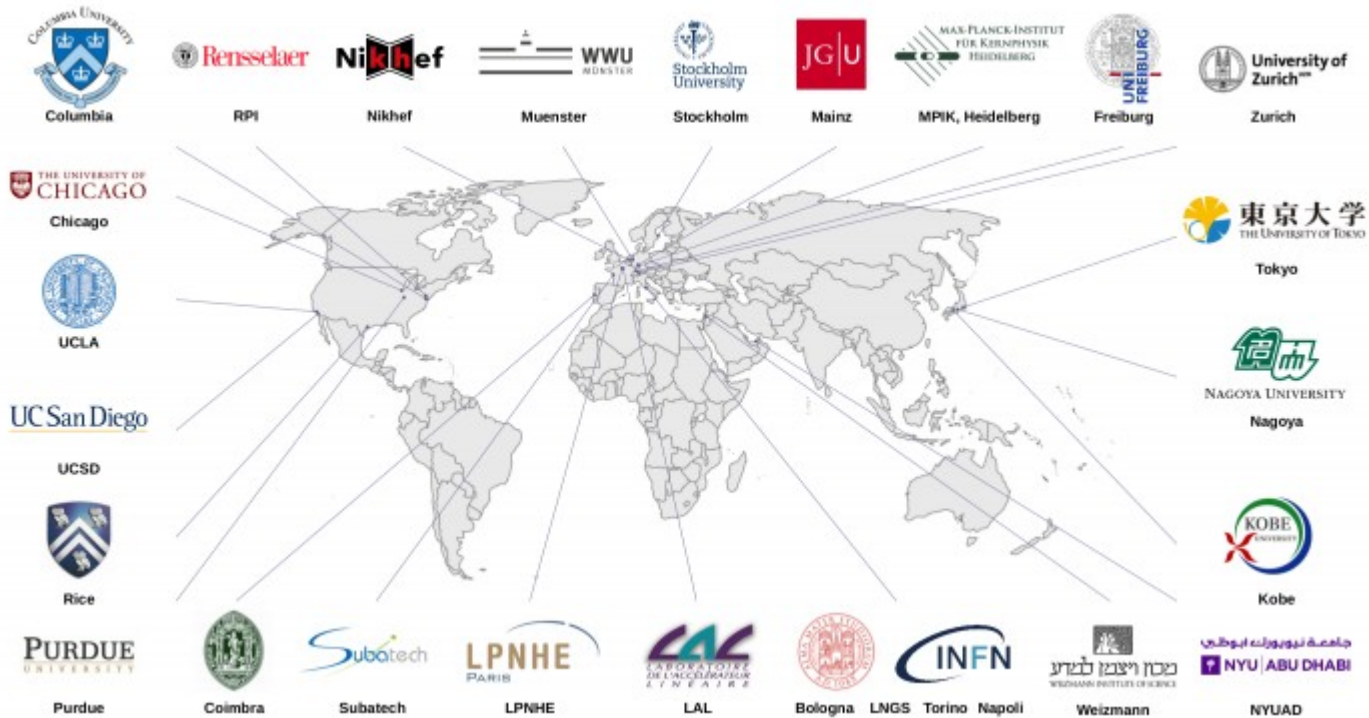 COLUMBIA UNIVERSITY
Columbia
Rensselaer
RPI
Nikhef
Nikhef
WWU
MÜNSTER
Muenster
Stockholm
University
Stockholm
JG|U
Mainz
MAX-PLANCK-INSTITUT
FÜR KERNPHYSIK
HEIDELBERG
MPIK, Heidelberg
UNI
FREIBURG
Freiburg
University of
Zurich
Zurich
THE UNIVERSITY OF
CHICAGO
Chicago
東京大学
THE UNIVERSITY OF TOKYO
Tokyo
UCLA
NAGOYA UNIVERSITY
Nagoya
UC San Diego
UCSD
Rice
KOBE
UNIVERSITY
Kobe
PURDUE
UNIVERSITY
Purdue
Coimbra
Subatech
Subatech
LPNHE
PARIS
LPNHE
LAL
LABORATOIRE
DE L'ACCÉLÉRATEUR
LINÉAIRE
LAL
Bologna
INFN
LNGS Torino Napoli
מכון ויצמן למדע
WEIZMANN INSTITUTE OF SCIENCE
Weizmann
جامعة نيويورك أبوظبي
NYU | ABU DHABI
NYUAD